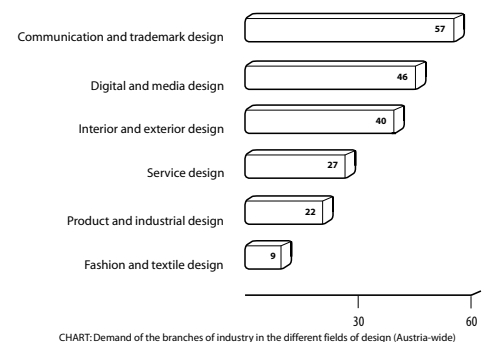 Communication and trademark design 57
Digital and media design 46
Interior and exterior design 40
Service design 27
Product and industrial design 22
Fashion and textile design 9
30 60
CHART: Demand of the branches of industry in the different fields of design (Austria-wide)